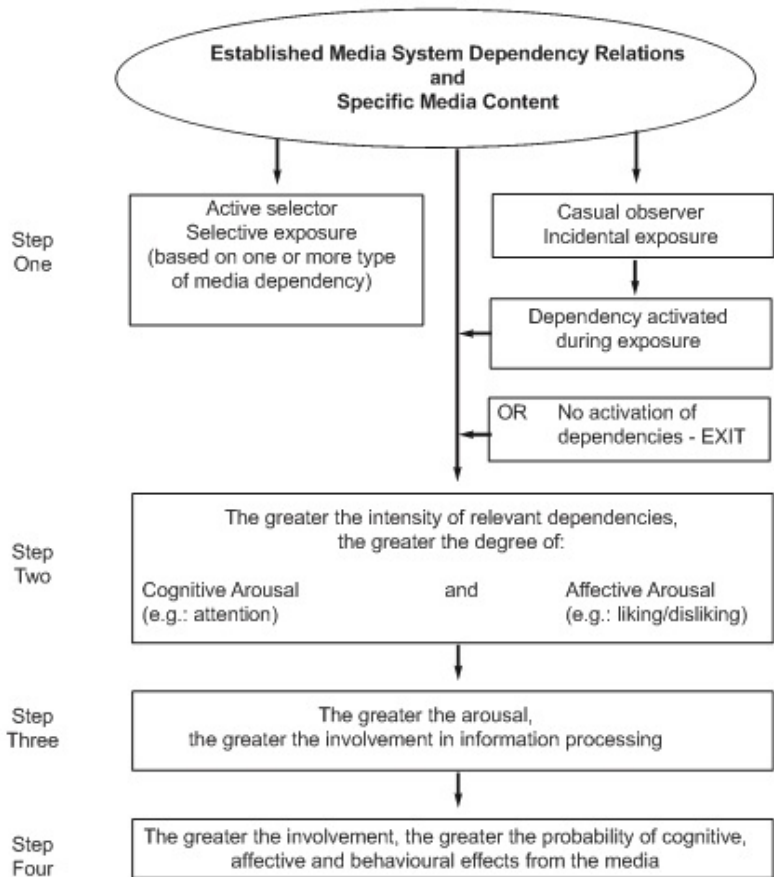 Established Media System Dependency Relations
and
Specific Media Content
Step
One
Active selector
Selective exposure
(based on one or more type
of media dependency)
Casual observer
Incidental exposure
Dependency activated
during exposure
OR No activation of
dependencies - EXIT
Step
Two
The greater the intensity of relevant dependencies,
the greater the degree of:
Cognitive Arousal
(e.g.: attention)
and
Affective Arousal
(e.g.: liking/disliking)
Step
Three
The greater the arousal,
the greater the involvement in information processing
Step
Four
The greater the involvement, the greater the probability of cognitive,
affective and behavioural effects from the media